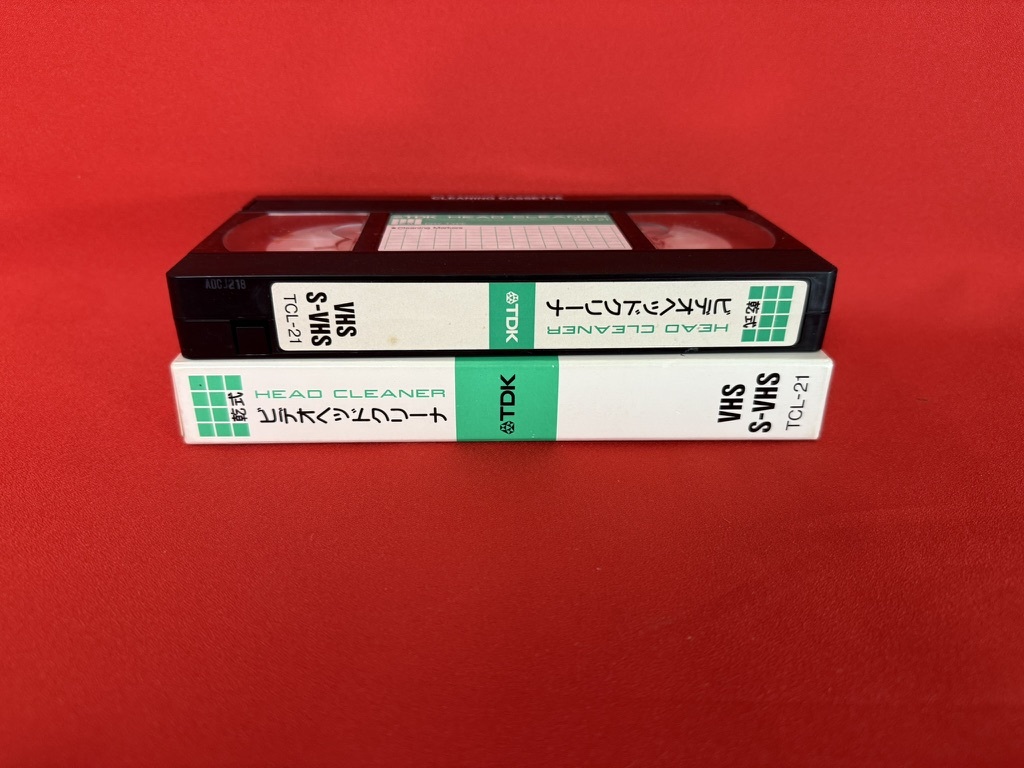 CLEANING CASSETTE
TDK HEAD CLEANER
VHS
S-VHS
TCL-21
TDK
HEAD CLEANER
ビデオヘッドクリーナ
乾式
乾式
HEAD CLEANER
ビデオヘッドクリーナ
TDK
VHS
S-VHS
TCL-21